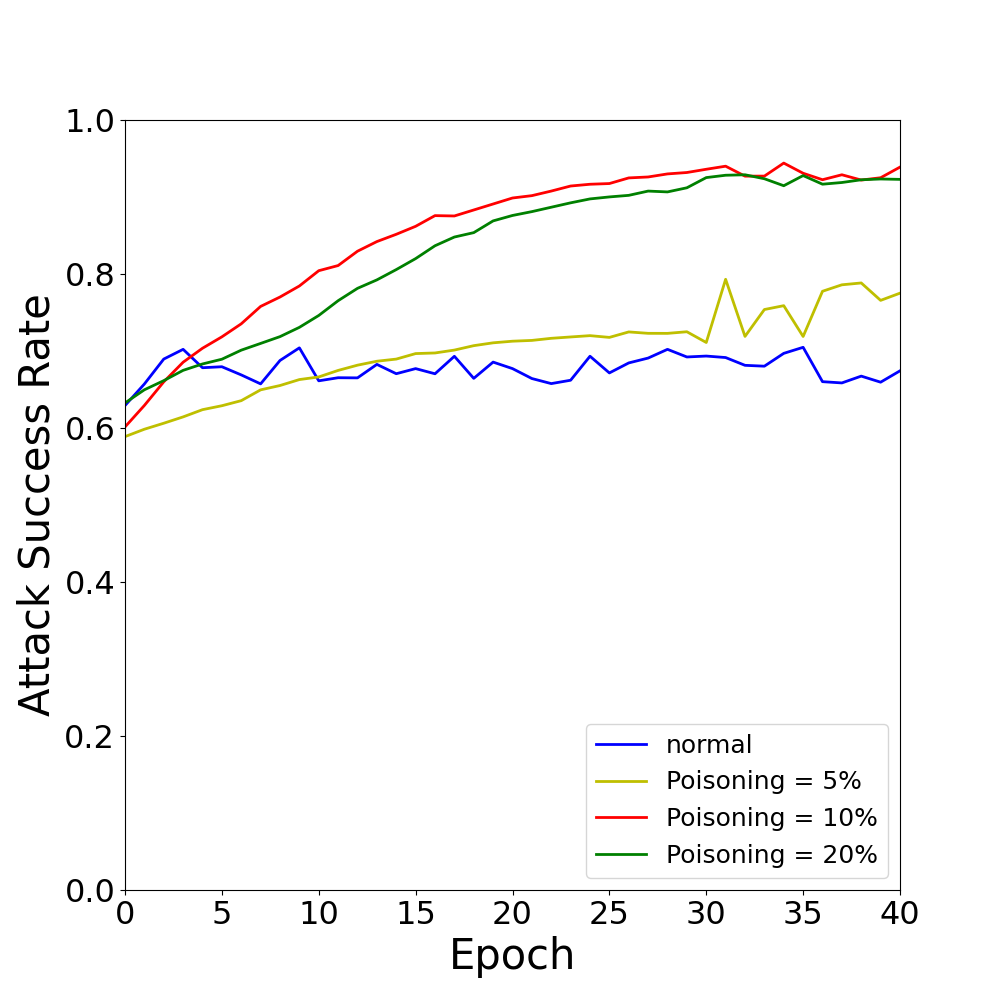 1.0
0.8
0.6
0.4
0.2
0.0
Attack Success Rate
normal
Poisoning = 5%
Poisoning = 10%
Poisoning = 20%
0 5 10 15 20 25 30 35 40
Epoch